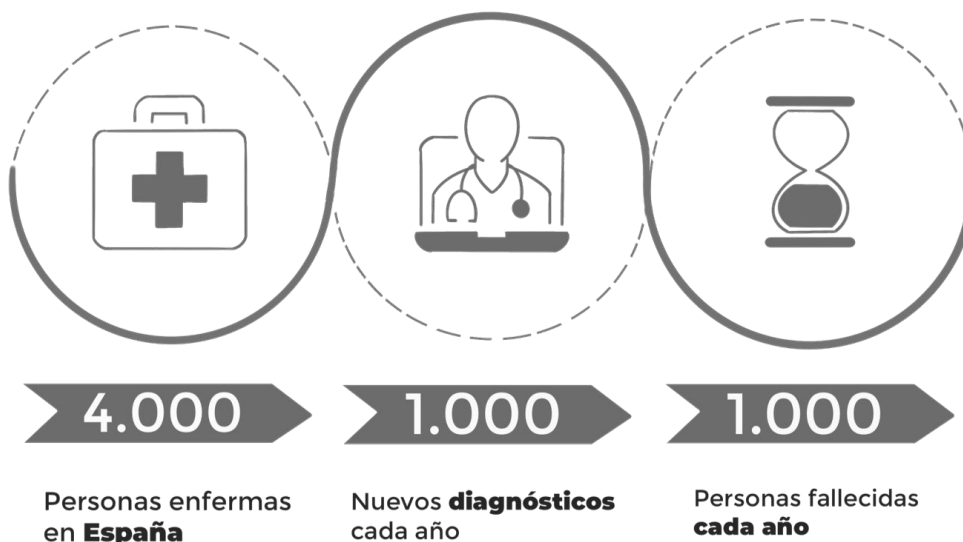 4.000
1.000
1.000
Personas enfermas
en España
Nuevos diagnósticos
cada año
Personas fallecidas
cada año